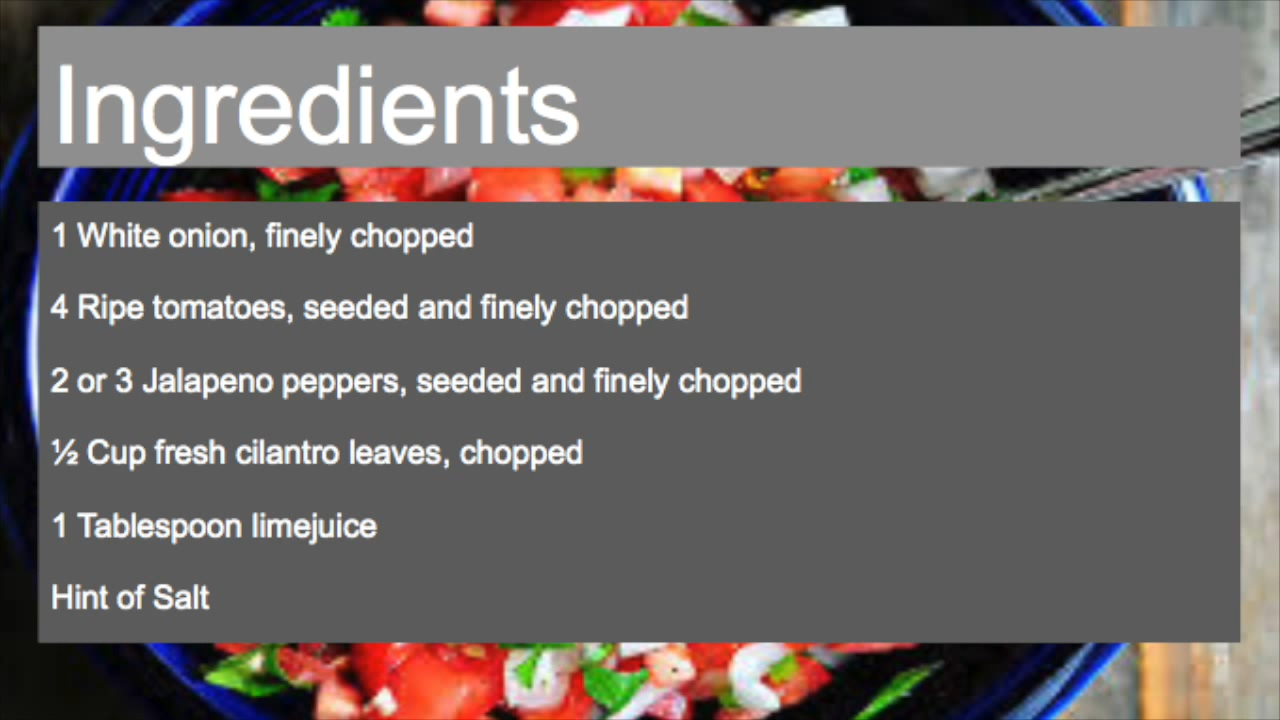 Ingredients
1 White onion, finely chopped
4 Ripe tomatoes, seeded and finely chopped
2 or 3 Jalapeno peppers, seeded and finely chopped
½ Cup fresh cilantro leaves, chopped
1 Tablespoon limejuice
Hint of Salt